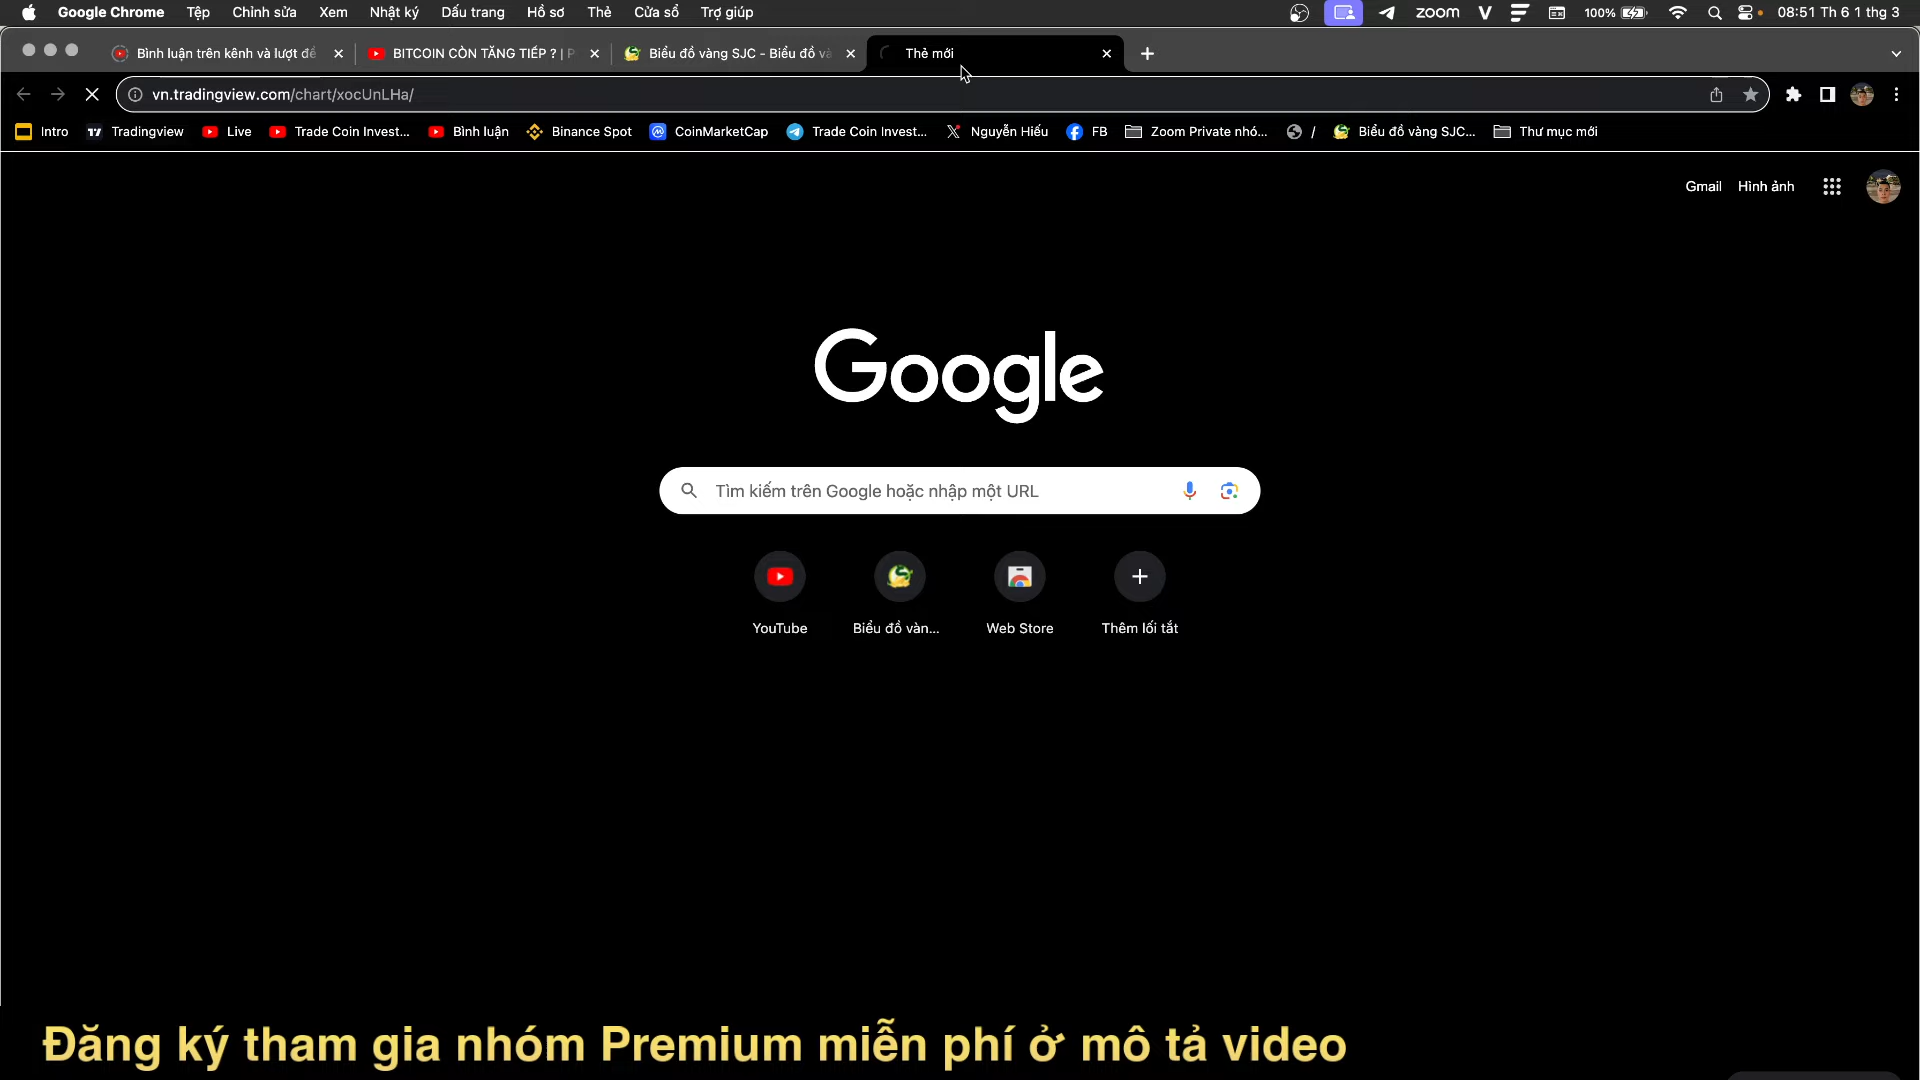 Google Chrome Tệp Chỉnh sửa Xem Nhật ký Dấu trang Hồ sơ Thẻ Cửa sổ Trợ giúp zoom 100% 08:51 Th 6 1 thg 3
Bình luận trên kênh và lượt đề BITCOIN CÒN TĂNG TIẾP ? | P Biểu đồ vàng SJC - Biểu đồ và Thẻ mới
vn.tradingview.com/chart/xocUnLHa/
Intro Tradingview Live Trade Coin Invest... Bình luận Binance Spot CoinMarketCap Trade Coin Invest... Nguyễn Hiếu FB Zoom Private nhó... / Biểu đồ vàng SJC... Thư mục mới
Gmail Hình ảnh
Google
Tìm kiếm trên Google hoặc nhập một URL
YouTube Biểu đồ vàn... Web Store Thêm lối tắt
Đăng ký tham gia nhóm Premium miễn phí ở mô tả video